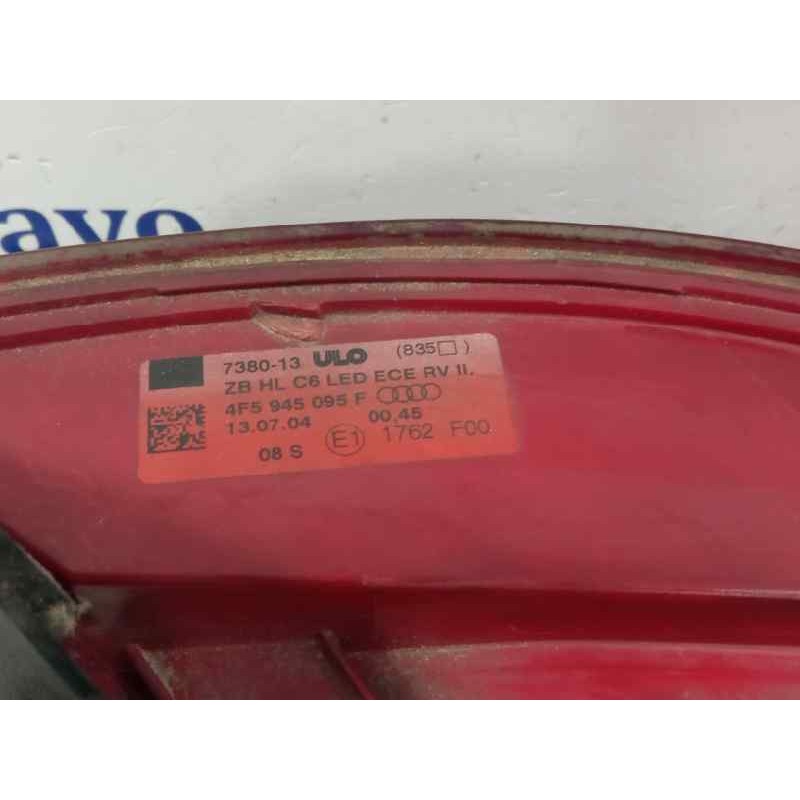 avo
7380-13 ULO (835□)
ZB HL C6 LED ECE RV II.
4F5 945 095 F
13.07.04 00.45
08 S E1 1762 F00